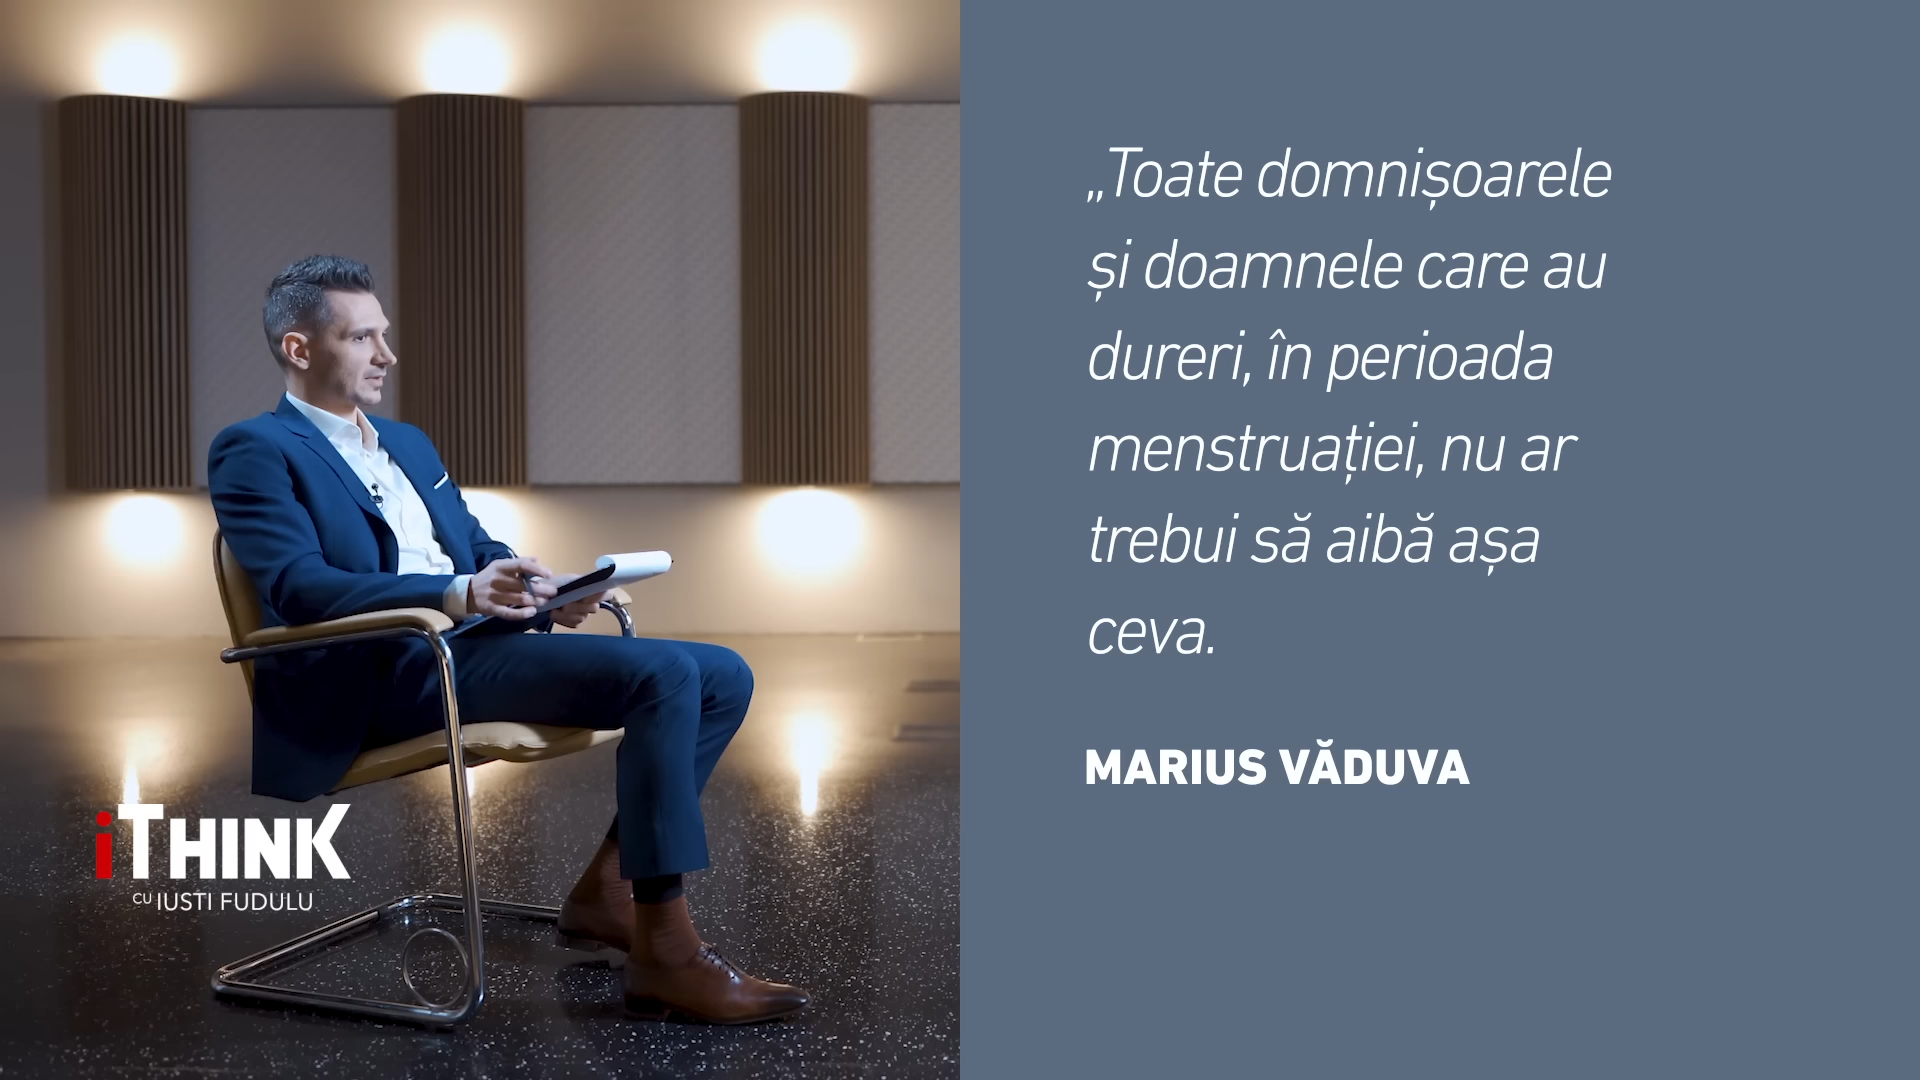 „Toate domnișoarele
și doamnele care au
dureri, în perioada
menstruației, nu ar
trebui să aibă așa
ceva.
MARIUS VĂDUVA
iTHINK
CU IUSTI FUDULU